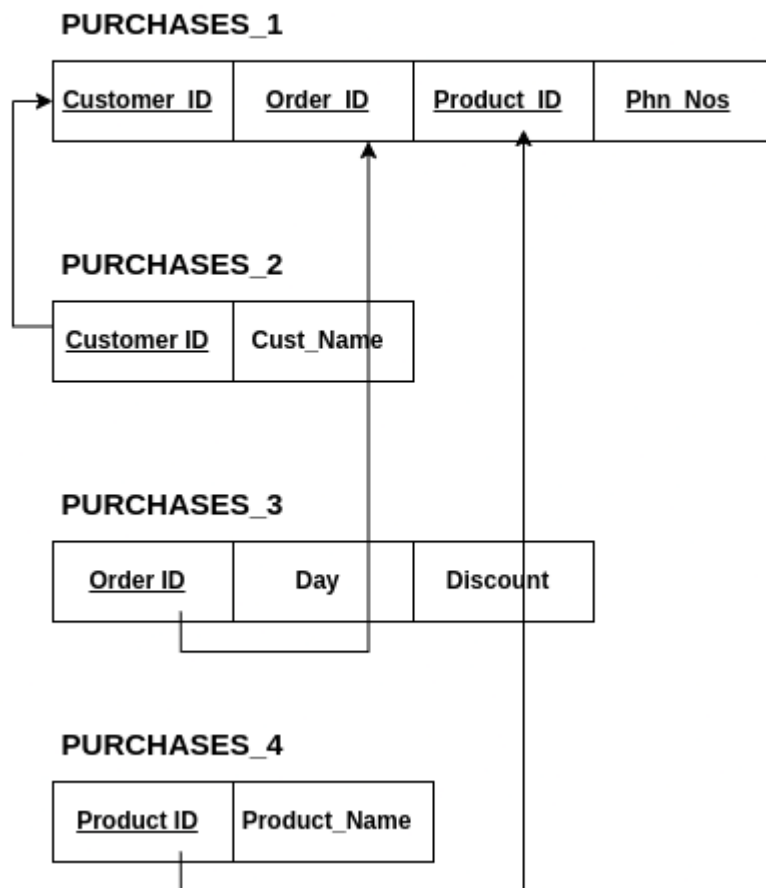 PURCHASES_1
Customer_ID Order_ID Product_ID Phn_Nos
PURCHASES_2
Customer ID Cust_Name
PURCHASES_3
Order ID Day Discount
PURCHASES_4
Product ID Product_Name